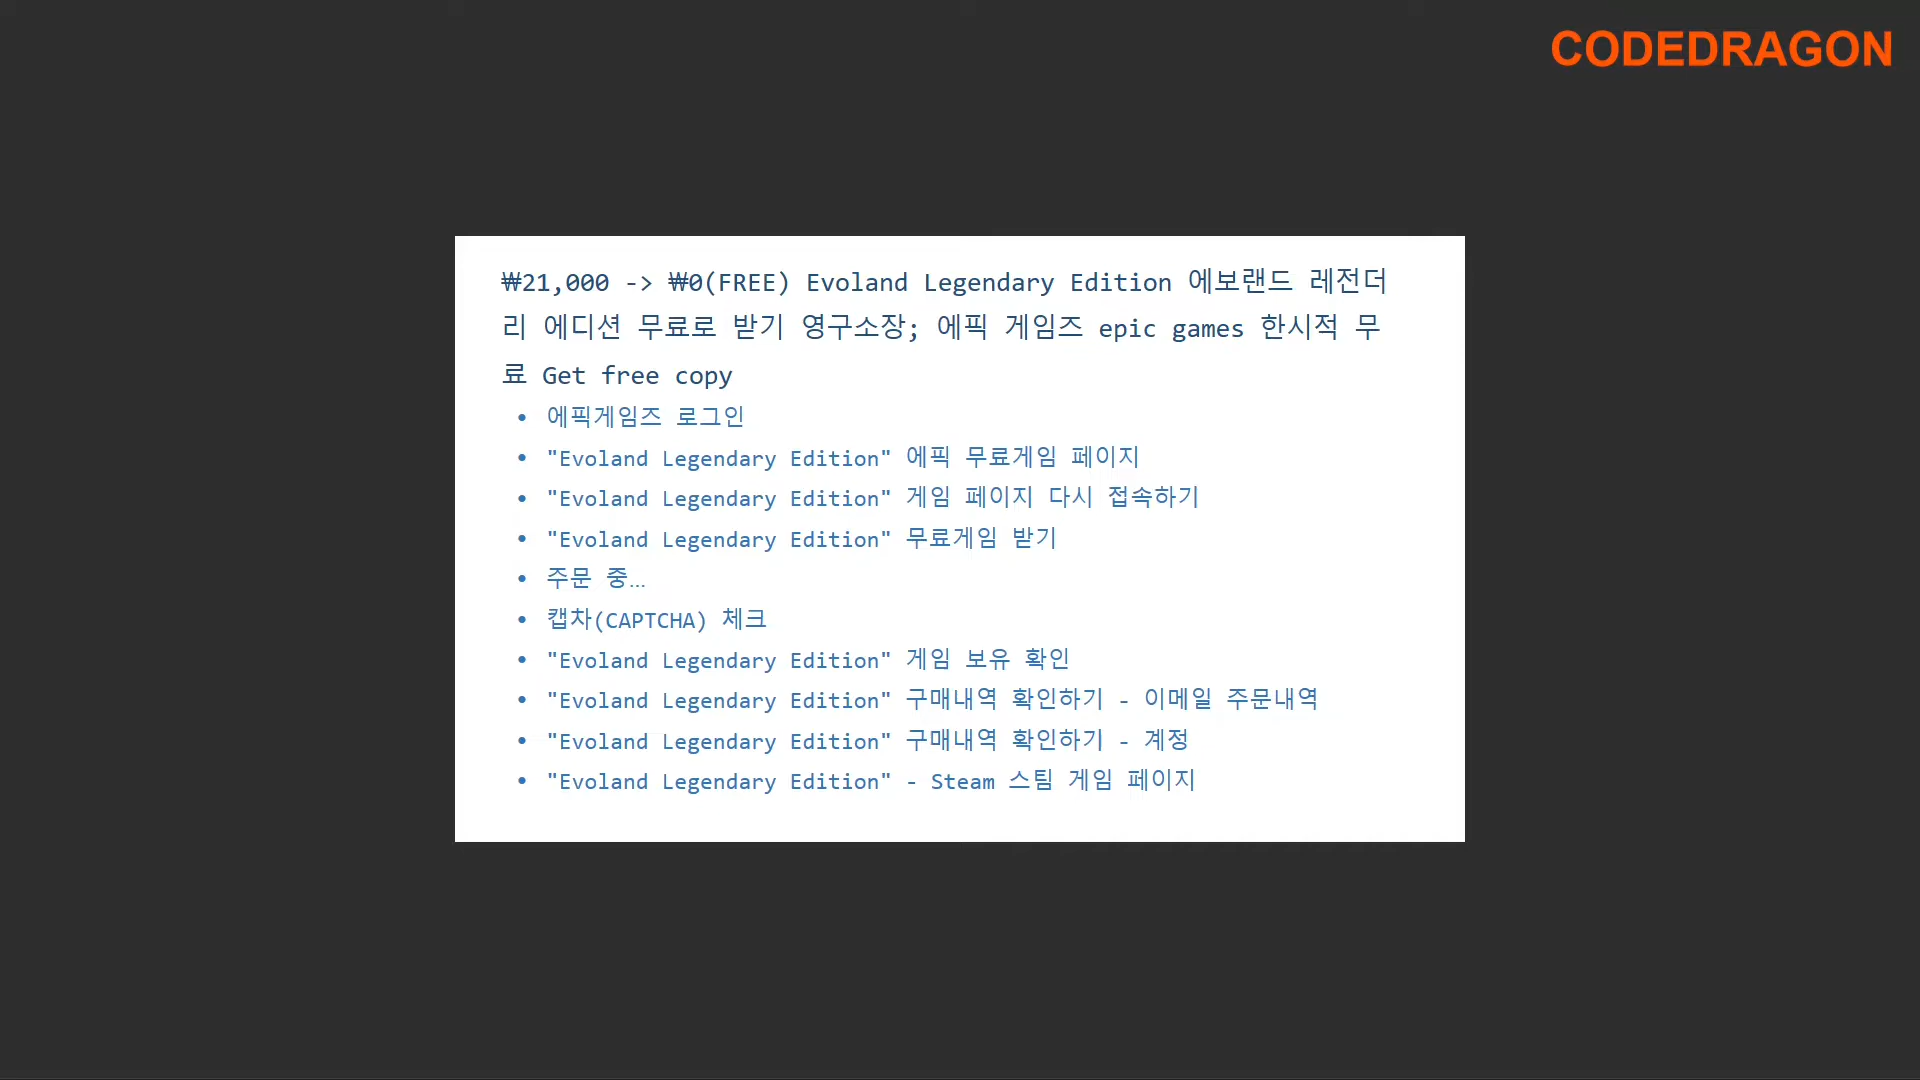 CODEDRAGON
₩21,000 -> ₩0(FREE) Evoland Legendary Edition 에보랜드 레전더
리 에디션 무료로 받기 영구소장; 에픽 게임즈 epic games 한시적 무
료 Get free copy
• 에픽게임즈 로그인
• "Evoland Legendary Edition" 에픽 무료게임 페이지
• "Evoland Legendary Edition" 게임 페이지 다시 접속하기
• "Evoland Legendary Edition" 무료게임 받기
• 주문 중…
• 캡차(CAPTCHA) 체크
• "Evoland Legendary Edition" 게임 보유 확인
• "Evoland Legendary Edition" 구매내역 확인하기 - 이메일 주문내역
• "Evoland Legendary Edition" 구매내역 확인하기 - 계정
• "Evoland Legendary Edition" - Steam 스팀 게임 페이지